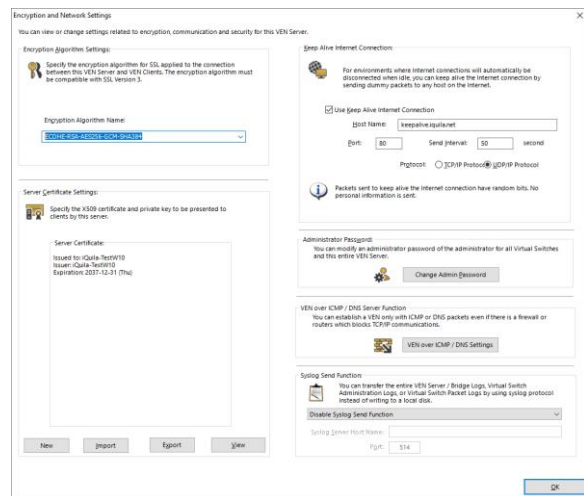 Encryption and Network Settings
You can view or change settings related to encryption, communication and security for this VEN Server.
Encryption Algorithm Settings:
Specify the encryption algorithm for SSL applied to the connection
between this VEN Server and VEN Clients. The encryption algorithm must
be compatible with SSL Version 3.
Encryption Algorithm Name:
ECDHE-RSA-AES256-GCM-SHA384
Server Certificate Settings:
Specify the X509 certificate and private key to be presented to
clients by this server.
Server Certificate:
Issued to: iQuila-TestW10
Issuer: iQuila-TestW10
Expiration: 2037-12-31 (Thu)
New
Import
Export
View
Keep Alive Internet Connection:
For environments where Internet connections will automatically be
disconnected when idle, you can keep alive the Internet connection by
sending dummy packets to any host on the Internet.
Use Keep Alive Internet Connection
Host Name: keepalive.iquila.net
Port: 80 Send Interval: 50 second
Protocol: TCP/IP Protocol UDP/IP Protocol
Packets sent to keep alive the Internet connection have random bits. No
personal information is sent.
Administrator Password:
You can modify an administrator password of the administrator for all Virtual Switches
and this entire VEN Server.
Change Admin Password
VEN over ICMP / DNS Server Function
You can establish a VEN only with ICMP or DNS packets even if there is a firewall or
routers which blocks TCP/IP communications.
VEN over ICMP / DNS Settings
Syslog Send Function:
You can transfer the entire VEN Server / Bridge Logs, Virtual Switch
Administration Logs, or Virtual Switch Packet Logs by using syslog protocol
instead of writing to a local disk.
Disable Syslog Send Function
Syslog Server Host Name:
Port: 514
OK